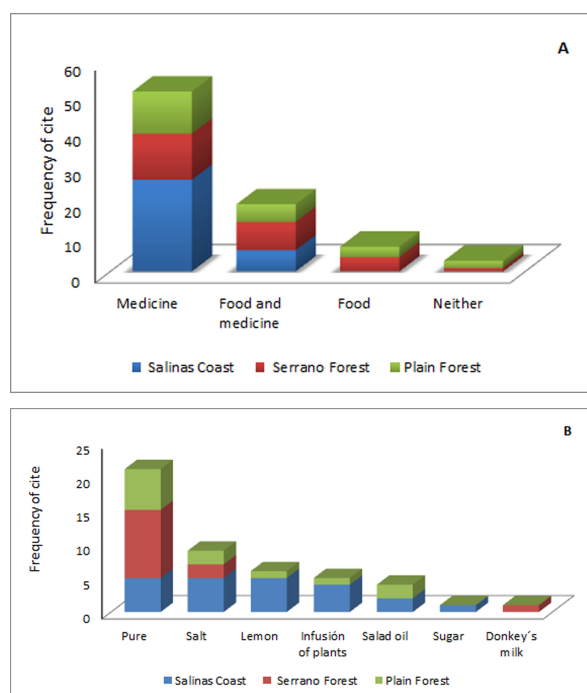 A
Frequency of cite
60
50
40
30
20
10
0
Medicine
Food and
medicine
Food
Neither
Salinas Coast
Serrano Forest
Plain Forest
B
Frequency of cite
25
20
15
10
5
0
Pure
Salt
Lemon
Infusión
of plants
Salad oil
Sugar
Donkey´s
milk
Salinas Coast
Serrano Forest
Plain Forest